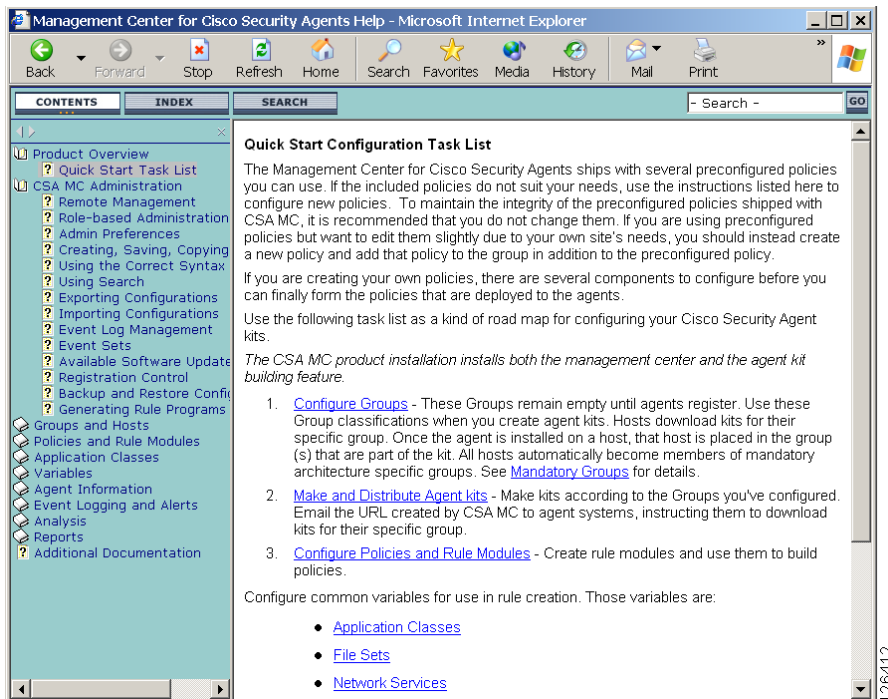 Management Center for Cisco Security Agents Help - Microsoft Internet Explorer
Back Forward Stop Refresh Home Search Favorites Media History Mail Print »
CONTENTS INDEX SEARCH - Search - GO
Product Overview
Quick Start Task List
CSA MC Administration
Remote Management
Role-based Administration
Admin Preferences
Creating, Saving, Copying
Using the Correct Syntax
Using Search
Exporting Configurations
Importing Configurations
Event Log Management
Event Sets
Available Software Update
Registration Control
Backup and Restore Config
Generating Rule Programs
Groups and Hosts
Policies and Rule Modules
Application Classes
Variables
Agent Information
Event Logging and Alerts
Analysis
Reports
Additional Documentation
Quick Start Configuration Task List
The Management Center for Cisco Security Agents ships with several preconfigured policies
you can use. If the included policies do not suit your needs, use the instructions listed here to
configure new policies. To maintain the integrity of the preconfigured policies shipped with
CSA MC, it is recommended that you do not change them. If you are using preconfigured
policies but want to edit them slightly due to your own site's needs, you should instead create
a new policy and add that policy to the group in addition to the preconfigured policy.
If you are creating your own policies, there are several components to configure before you
can finally form the policies that are deployed to the agents.
Use the following task list as a kind of road map for configuring your Cisco Security Agent
kits.
The CSA MC product installation installs both the management center and the agent kit
building feature.
1. Configure Groups - These Groups remain empty until agents register. Use these
Group classifications when you create agent kits. Hosts download kits for their
specific group. Once the agent is installed on a host, that host is placed in the group
(s) that are part of the kit. All hosts automatically become members of mandatory
architecture specific groups. See Mandatory Groups for details.
2. Make and Distribute Agent kits - Make kits according to the Groups you've configured.
Email the URL created by CSA MC to agent systems, instructing them to download
kits for their specific group.
3. Configure Policies and Rule Modules - Create rule modules and use them to build
policies.
Configure common variables for use in rule creation. Those variables are:
• Application Classes
• File Sets
• Network Services
126412